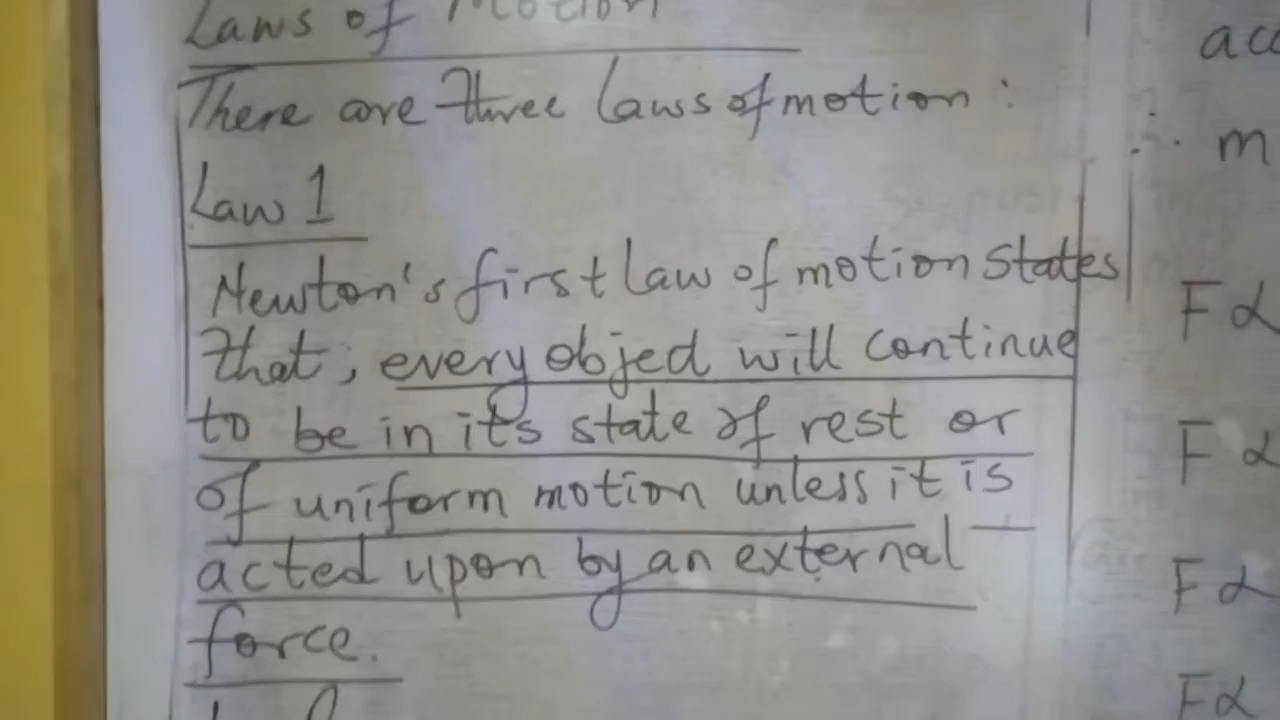 Laws of Motion
There are three laws of motion :
Law 1
Newton's first law of motion states
that, every object will continue
to be in its state of rest or
of uniform motion unless it is
acted upon by an external
force.
∴ m
F α
F α
F α
F α